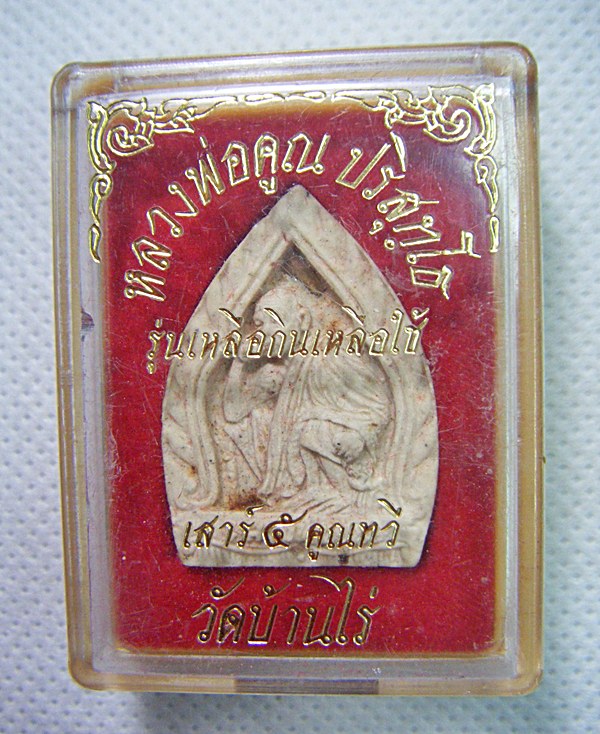 หลวงพ่อคูณ ปริสุทฺโธ
รุ่นเหลือกินเหลือใช้
เสาร์ ๕ คูณทวี
วัดบ้านไร่